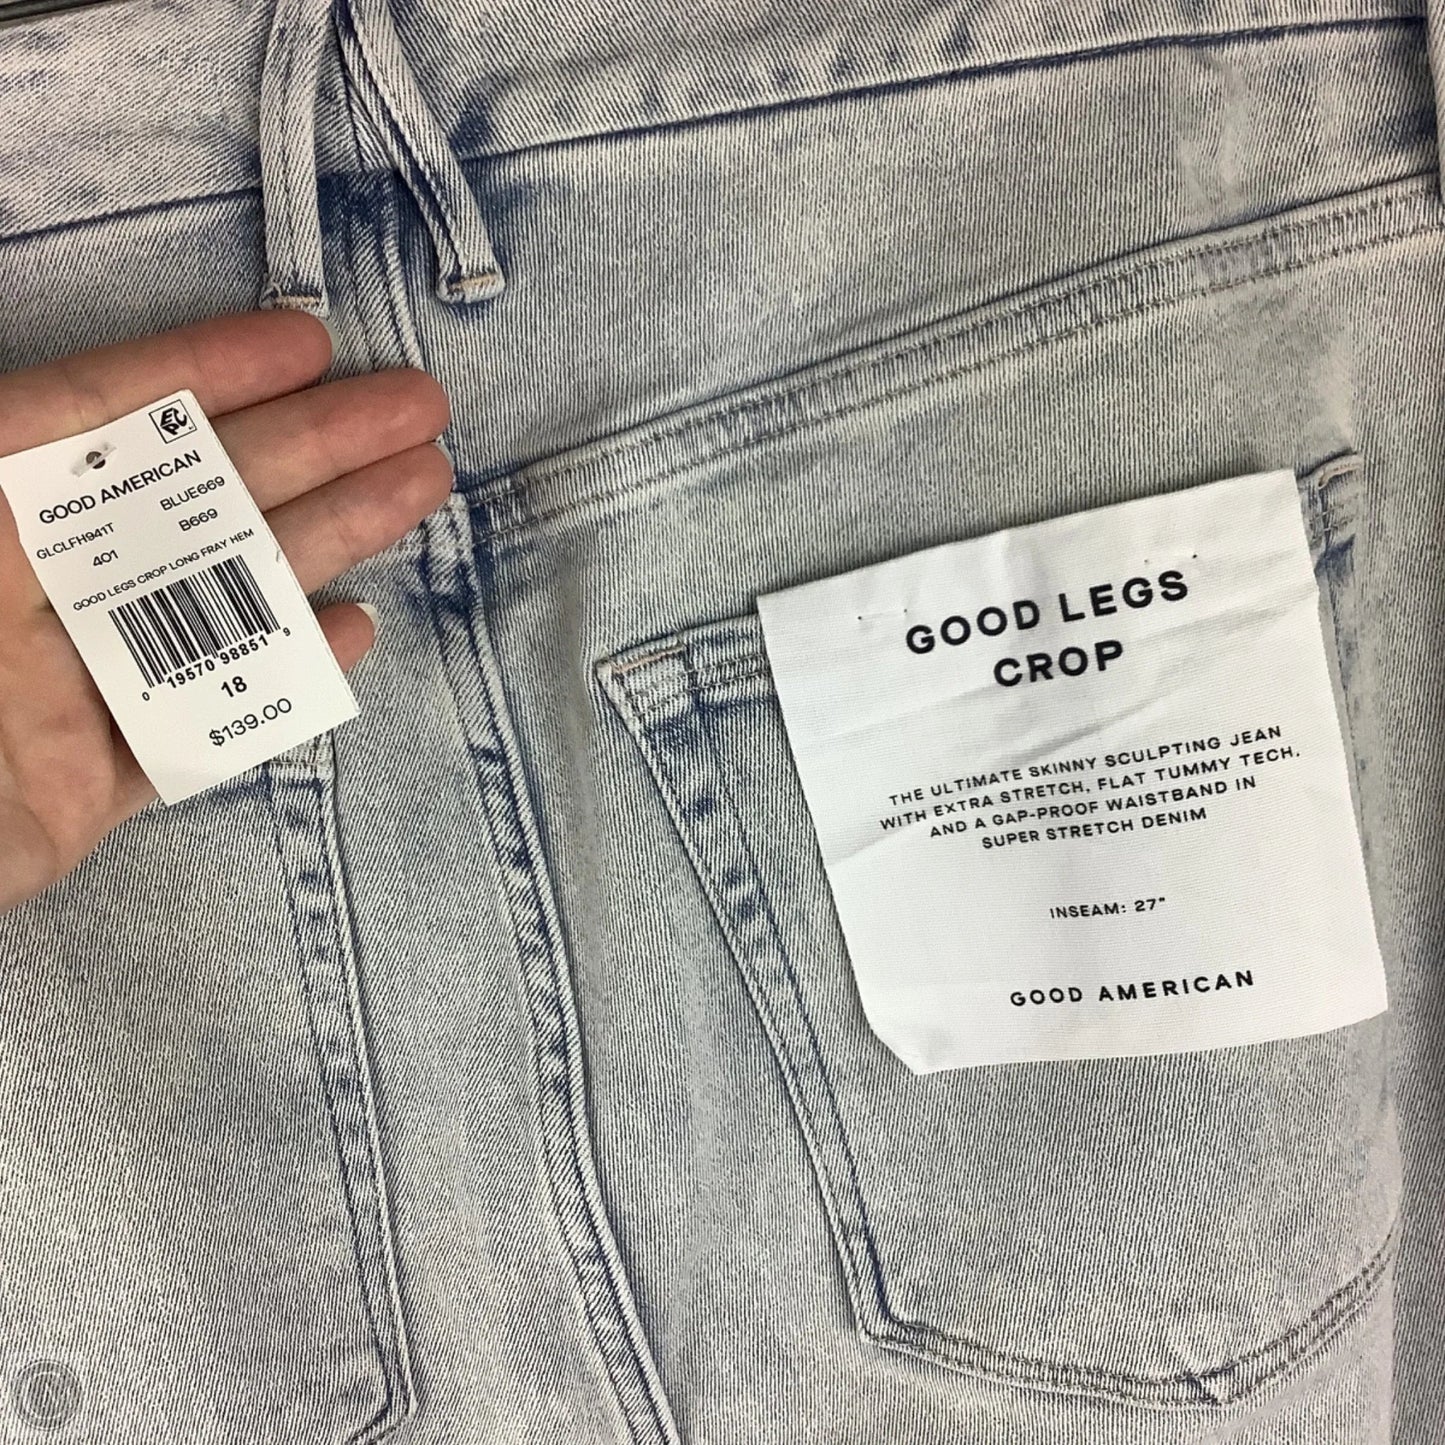 EPC
GOOD AMERICAN
GLCLFH941T BLUE669
401 B669
GOOD LEGS CROP LONG FRAY HEM
0 19570 98851 9
18
$139.00
GOOD LEGS
CROP
THE ULTIMATE SKINNY SCULPTING JEAN
WITH EXTRA STRETCH, FLAT TUMMY TECH,
AND A GAP-PROOF WAISTBAND IN
SUPER STRETCH DENIM
INSEAM: 27"
GOOD AMERICAN